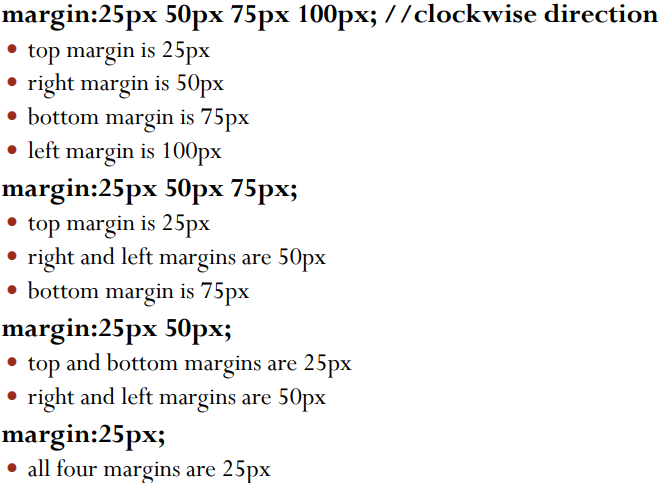 margin:25px 50px 75px 100px; //clockwise direction
• top margin is 25px
• right margin is 50px
• bottom margin is 75px
• left margin is 100px
margin:25px 50px 75px;
• top margin is 25px
• right and left margins are 50px
• bottom margin is 75px
margin:25px 50px;
• top and bottom margins are 25px
• right and left margins are 50px
margin:25px;
• all four margins are 25px